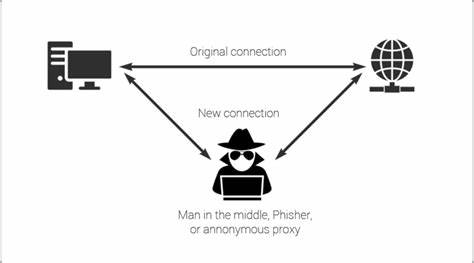 Original connection
New connection
Man in the middle, Phisher,
or annonymous proxy